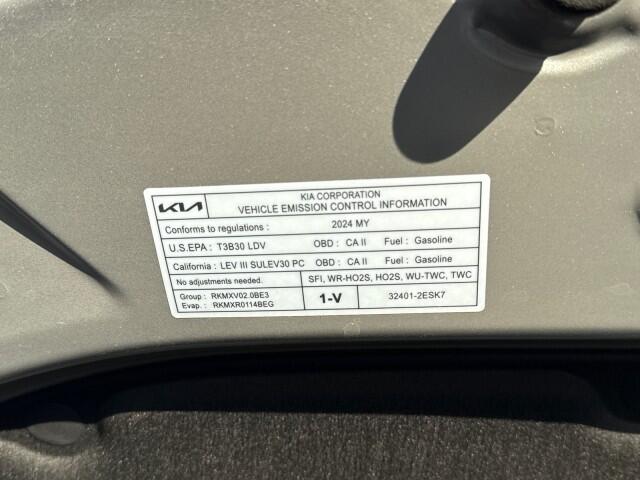 KIA
KIA CORPORATION
VEHICLE EMISSION CONTROL INFORMATION
Conforms to regulations : 2024 MY
U.S.EPA : T3B30 LDV OBD : CA II Fuel : Gasoline
California : LEV III SULEV30 PC OBD : CA II Fuel : Gasoline
No adjustments needed. SFI, WR-HO2S, HO2S, WU-TWC, TWC
Group : RKMXV02.0BE3
Evap. : RKMXR0114BEG
1-V
32401-2ESK7